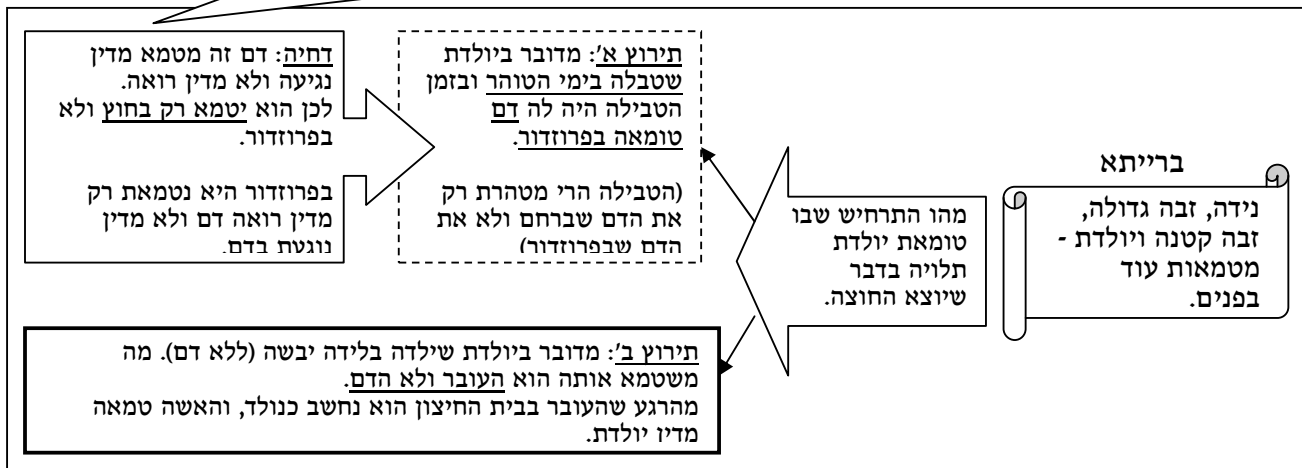 ברייתא
נידה, זבה גדולה,
זבה קטנה ויולדת -
מטמאות עוד
בפנים.
מהו התרחיש שבו
טומאת יולדת
תלויה בדבר
שיוצא החוצה.
תירוץ א': מדובר ביולדת
שטבלה בימי הטוהר ובזמן
הטבילה היה לה דם
טומאה בפרוזדור.
(הטבילה הרי מטהרת רק
את הדם שברחם ולא את
הדם שבפרוזדור)
דחיה: דם זה מטמא מדין
נגיעה ולא מדין רואה.
לכן הוא יטמא רק בחוץ ולא
בפרוזדור.
בפרוזדור היא נטמאת רק
מדין רואה דם ולא מדין
נוגעת בדם.
תירוץ ב': מדובר ביולדת שילדה בלידה יבשה (ללא דם). מה
שמטמא אותה הוא העובר ולא הדם.
מהרגע שהעובר בבית החיצון הוא נחשב כנולד, והאשה טמאה
מדין יולדת.